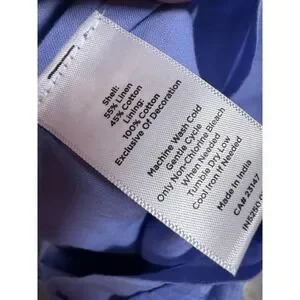 Shell:
55% Linen
45% Cotton
Lining:
100% Cotton
Exclusive Of Decoration
Machine Wash Cold
Gentle Cycle
Only Non-Chlorine Bleach
When Needed
Tumble Dry Low
Cool Iron If Needed
Made In India
CA# 23147